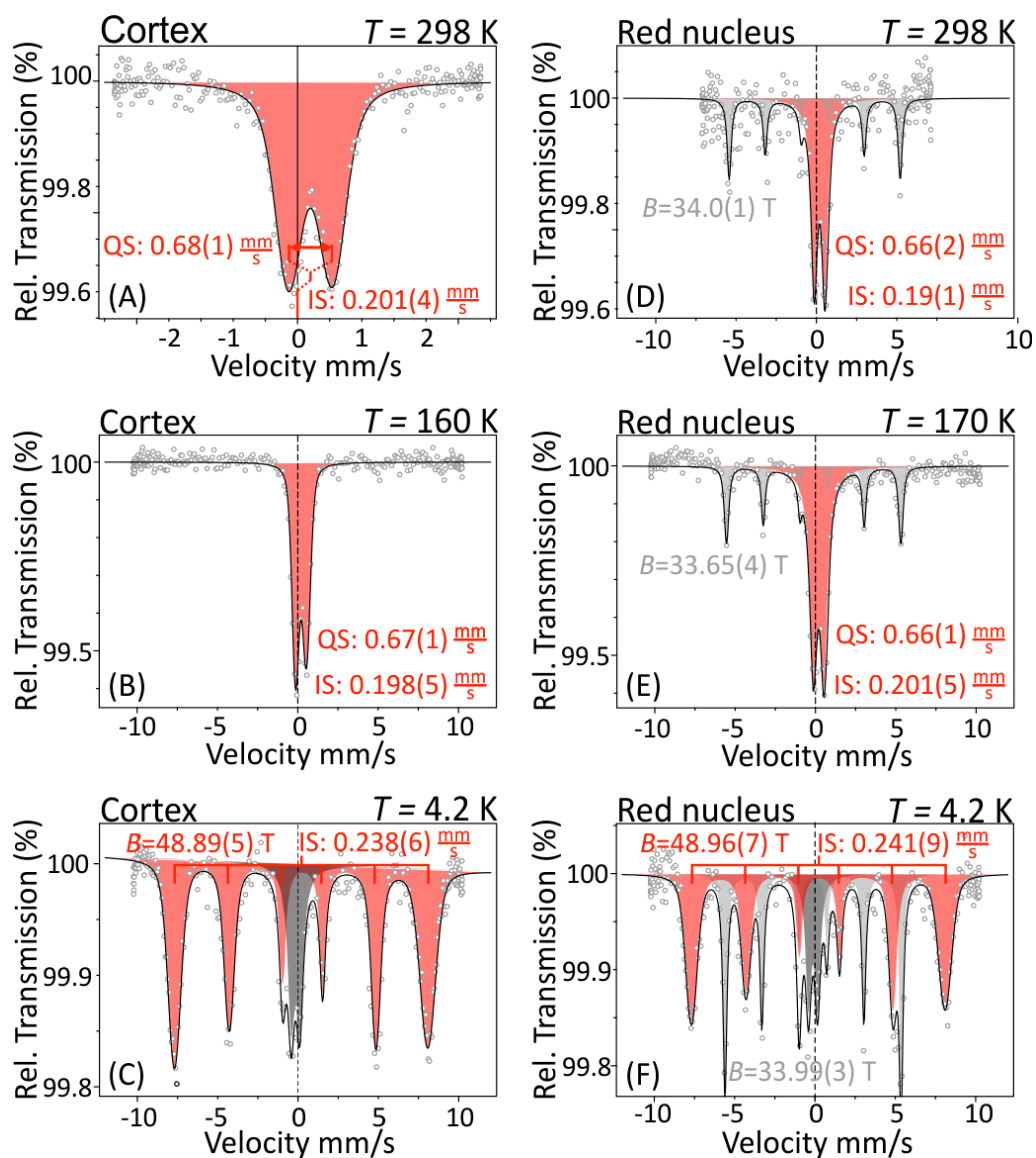 Cortex T = 298 K
Rel. Transmission (%)
100
99.8
99.6
QS: 0.68(1) mm/s
IS: 0.201(4) mm/s
(A)
-2 -1 0 1 2
Velocity mm/s
Red nucleus T = 298 K
Rel. Transmission (%)
100
99.8
99.6
B=34.0(1) T
QS: 0.66(2) mm/s
IS: 0.19(1) mm/s
(D)
-10 -5 0 5 10
Velocity mm/s
Cortex T = 160 K
Rel. Transmission (%)
100
99.5
QS: 0.67(1) mm/s
IS: 0.198(5) mm/s
(B)
-10 -5 0 5 10
Velocity mm/s
Red nucleus T = 170 K
Rel. Transmission (%)
100
99.5
B=33.65(4) T
QS: 0.66(1) mm/s
IS: 0.201(5) mm/s
(E)
-10 -5 0 5 10
Velocity mm/s
Cortex T = 4.2 K
Rel. Transmission (%)
100
99.9
99.8
B=48.89(5) T IS: 0.238(6) mm/s
(C)
-10 -5 0 5 10
Velocity mm/s
Red nucleus T = 4.2 K
Rel. Transmission (%)
100
99.9
99.8
B=48.96(7) T IS: 0.241(9) mm/s
B=33.99(3) T
(F)
-10 -5 0 5 10
Velocity mm/s